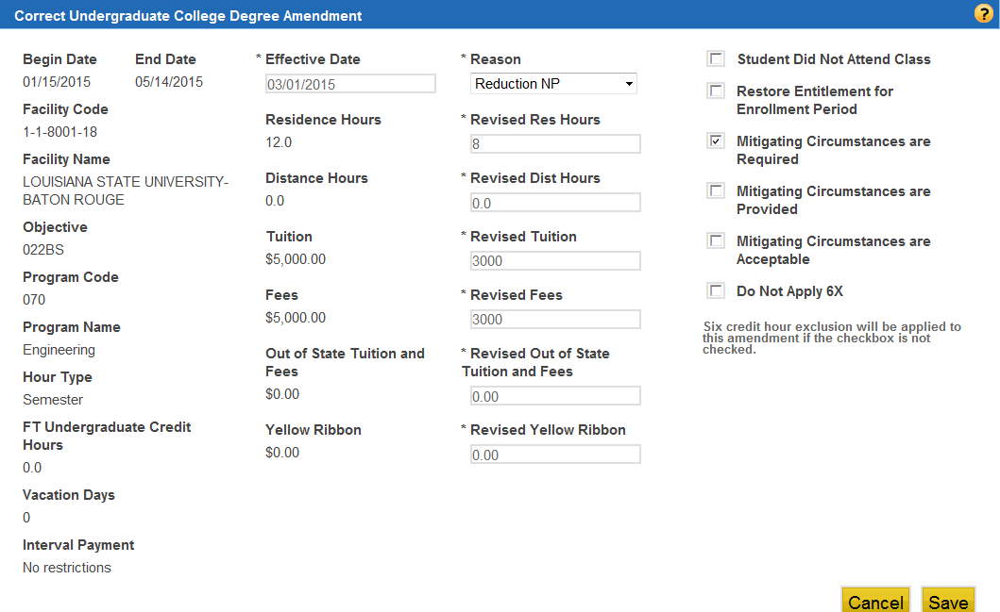 Correct Undergraduate College Degree Amendment
?
Begin Date
End Date
01/15/2015
05/14/2015
Facility Code
1-1-8001-18
Facility Name
LOUISIANA STATE UNIVERSITY-
BATON ROUGE
Objective
022BS
Program Code
070
Program Name
Engineering
Hour Type
Semester
FT Undergraduate Credit
Hours
0.0
Vacation Days
0
Interval Payment
No restrictions
* Effective Date
03/01/2015
Residence Hours
12.0
Distance Hours
0.0
Tuition
$5,000.00
Fees
$5,000.00
Out of State Tuition and
Fees
$0.00
Yellow Ribbon
$0.00
* Reason
Reduction NP
* Revised Res Hours
8
* Revised Dist Hours
0.0
* Revised Tuition
3000
* Revised Fees
3000
* Revised Out of State
Tuition and Fees
0.00
* Revised Yellow Ribbon
0.00
Student Did Not Attend Class
Restore Entitlement for
Enrollment Period
Mitigating Circumstances are
Required
Mitigating Circumstances are
Provided
Mitigating Circumstances are
Acceptable
Do Not Apply 6X
Six credit hour exclusion will be applied to
this amendment if the checkbox is not
checked.
Cancel
Save